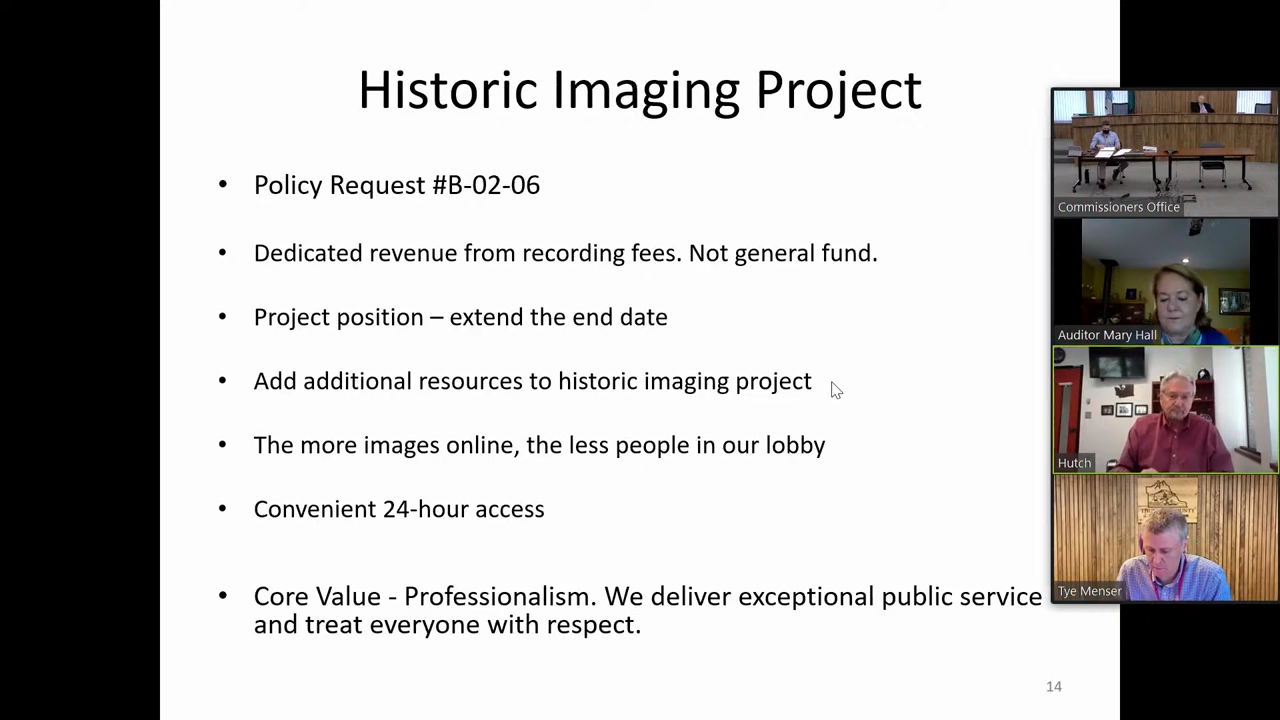 Historic Imaging Project
• Policy Request #B-02-06
• Dedicated revenue from recording fees. Not general fund.
• Project position – extend the end date
• Add additional resources to historic imaging project
• The more images online, the less people in our lobby
• Convenient 24-hour access
• Core Value - Professionalism. We deliver exceptional public service
and treat everyone with respect.
14
Commissioners Office
Auditor Mary Hall
Hutch
Tye Menser